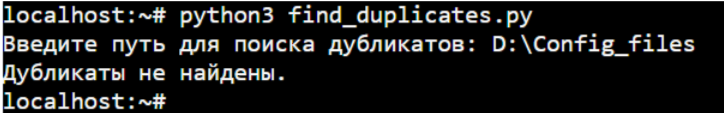 localhost:~# python3 find_duplicates.py
Введите путь для поиска дубликатов: D:\Config_files
Дубликаты не найдены.
localhost:~#